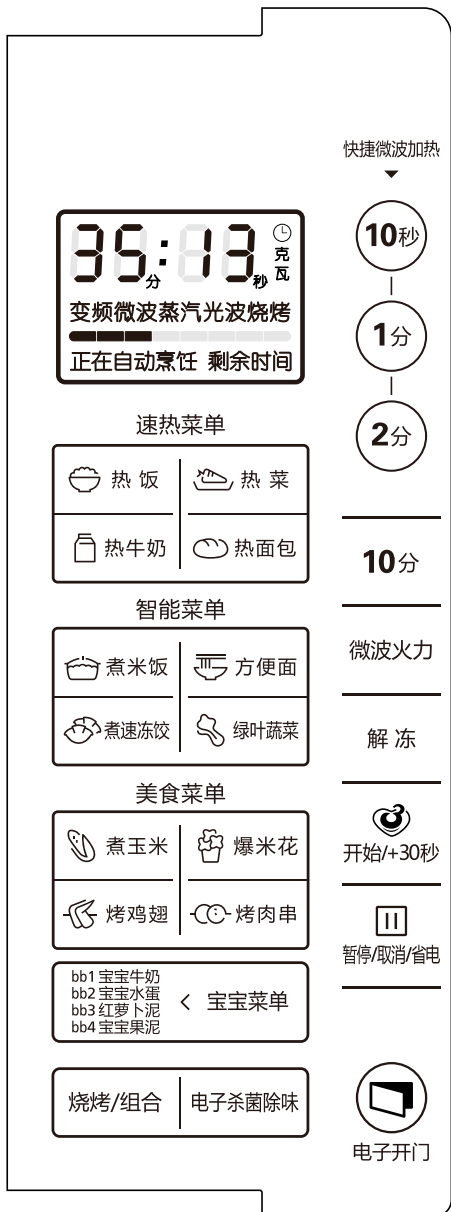 快捷微波加热
35:13
分
秒
克
瓦
变频微波蒸汽光波烧烤
正在自动烹饪 剩余时间
10秒
1分
2分
10分
微波火力
解 冻
开始/+30秒
暂停/取消/省电
电子开门
速热菜单
热 饭
热 菜
热牛奶
热面包
智能菜单
煮米饭
方便面
煮速冻饺
绿叶蔬菜
美食菜单
煮玉米
爆米花
烤鸡翅
烤肉串
bb1 宝宝牛奶
bb2 宝宝水蛋
bb3 红萝卜泥
bb4 宝宝果泥
< 宝宝菜单
烧烤/组合
电子杀菌除味